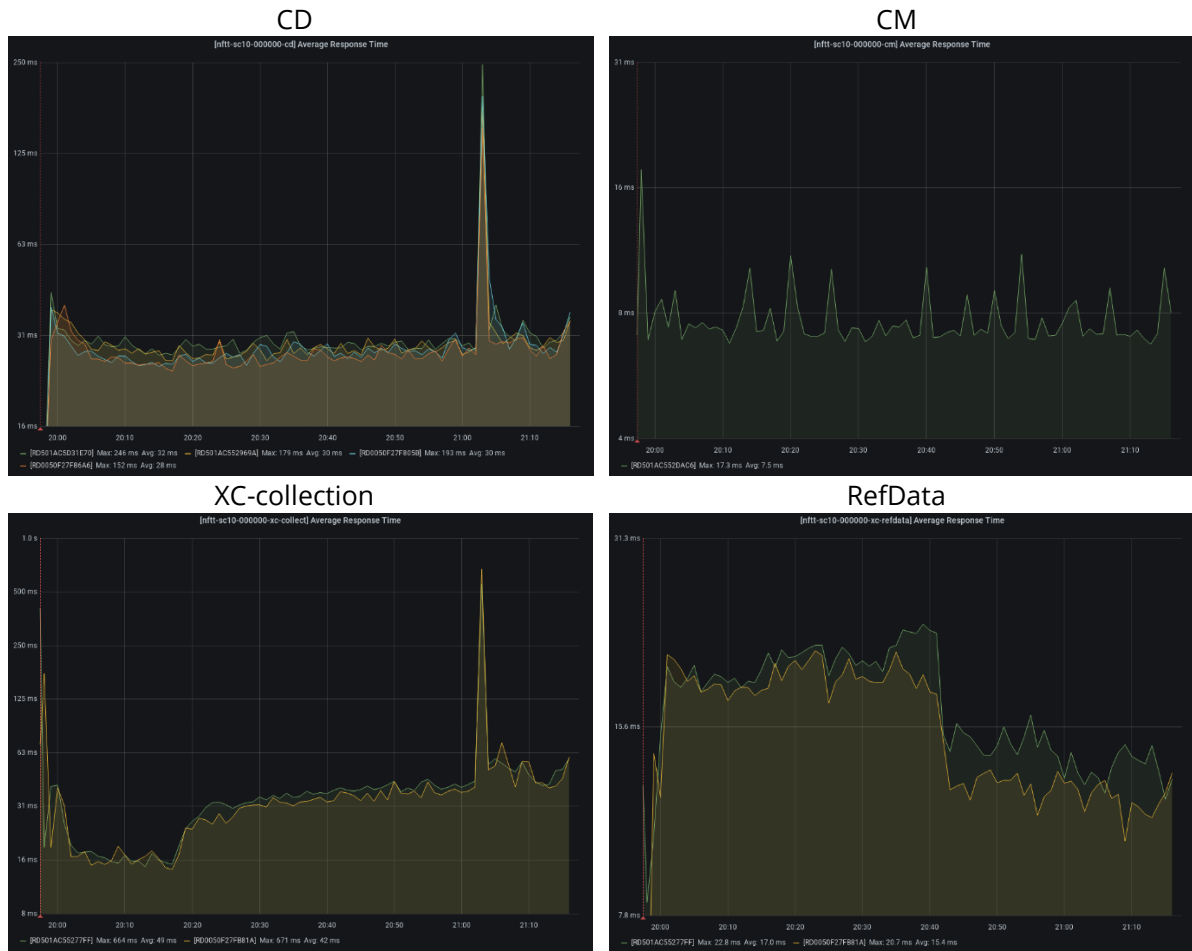 CD
[nftt-sc10-000000-cd] Average Response Time
250 ms
125 ms
63 ms
31 ms
16 ms
20:00 20:10 20:20 20:30 20:40 20:50 21:00 21:10
[RD501AC5D31E70] Max: 246 ms Avg: 32 ms [RD501AC552969A] Max: 179 ms Avg: 30 ms [RD0050F27F805B] Max: 193 ms Avg: 30 ms
[RD0050F27F86A6] Max: 152 ms Avg: 28 ms
CM
[nftt-sc10-000000-cm] Average Response Time
31 ms
16 ms
8 ms
4 ms
20:00 20:10 20:20 20:30 20:40 20:50 21:00 21:10
[RD501AC552DAC6] Max: 17.3 ms Avg: 7.5 ms
XC-collection
[nftt-sc10-000000-xc-collect] Average Response Time
1.0 s
500 ms
250 ms
125 ms
63 ms
31 ms
16 ms
8 ms
20:00 20:10 20:20 20:30 20:40 20:50 21:00 21:10
[RD501AC55277FF] Max: 664 ms Avg: 49 ms [RD0050F27FB81A] Max: 671 ms Avg: 42 ms
RefData
[nftt-sc10-000000-xc-refdata] Average Response Time
31.3 ms
15.6 ms
7.8 ms
20:00 20:10 20:20 20:30 20:40 20:50 21:00 21:10
[RD501AC55277FF] Max: 22.8 ms Avg: 17.0 ms [RD0050F27FB81A] Max: 20.7 ms Avg: 15.4 ms